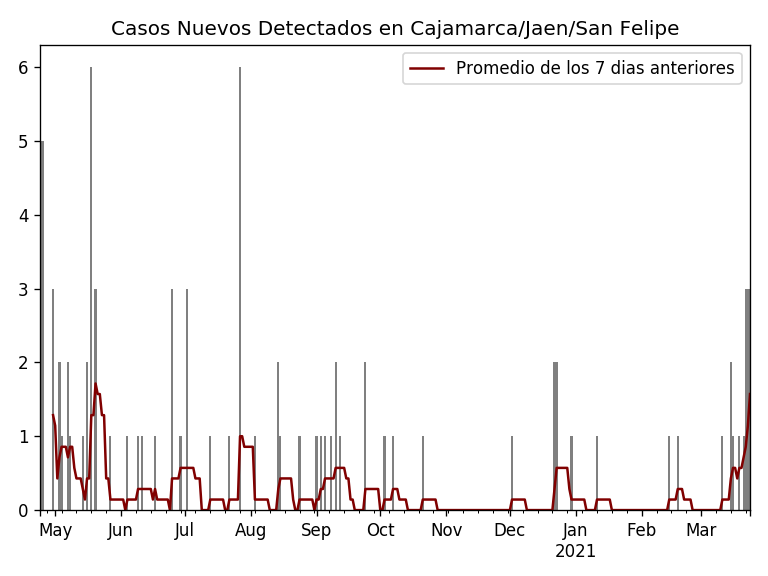 Casos Nuevos Detectados en Cajamarca/Jaen/San Felipe
Promedio de los 7 dias anteriores
6
5
4
3
2
1
0
May Jun Jul Aug Sep Oct Nov Dec Jan Feb Mar
2021